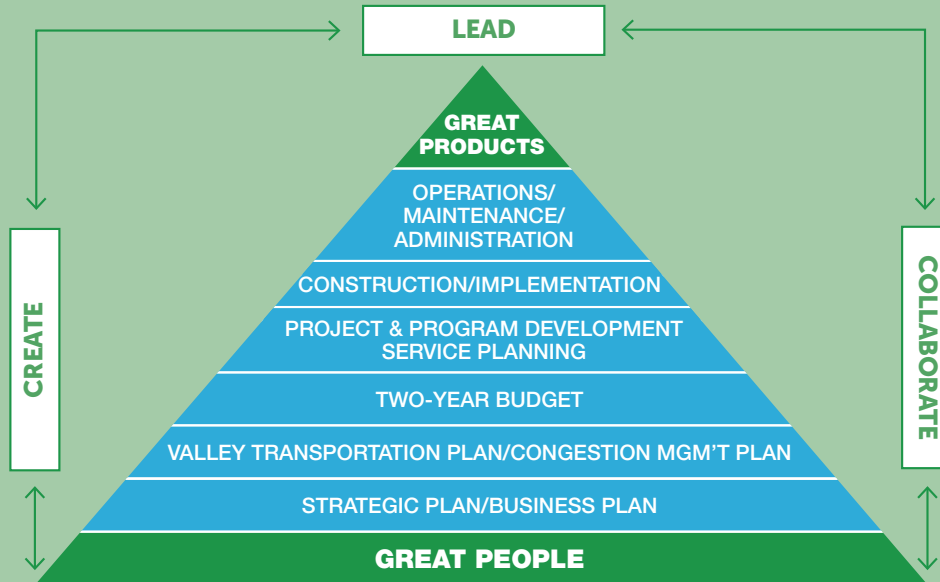 LEAD
GREAT
PRODUCTS
OPERATIONS/
MAINTENANCE/
ADMINISTRATION
CONSTRUCTION/IMPLEMENTATION
PROJECT & PROGRAM DEVELOPMENT
SERVICE PLANNING
TWO-YEAR BUDGET
VALLEY TRANSPORTATION PLAN/CONGESTION MGM'T PLAN
STRATEGIC PLAN/BUSINESS PLAN
GREAT PEOPLE
CREATE
COLLABORATE